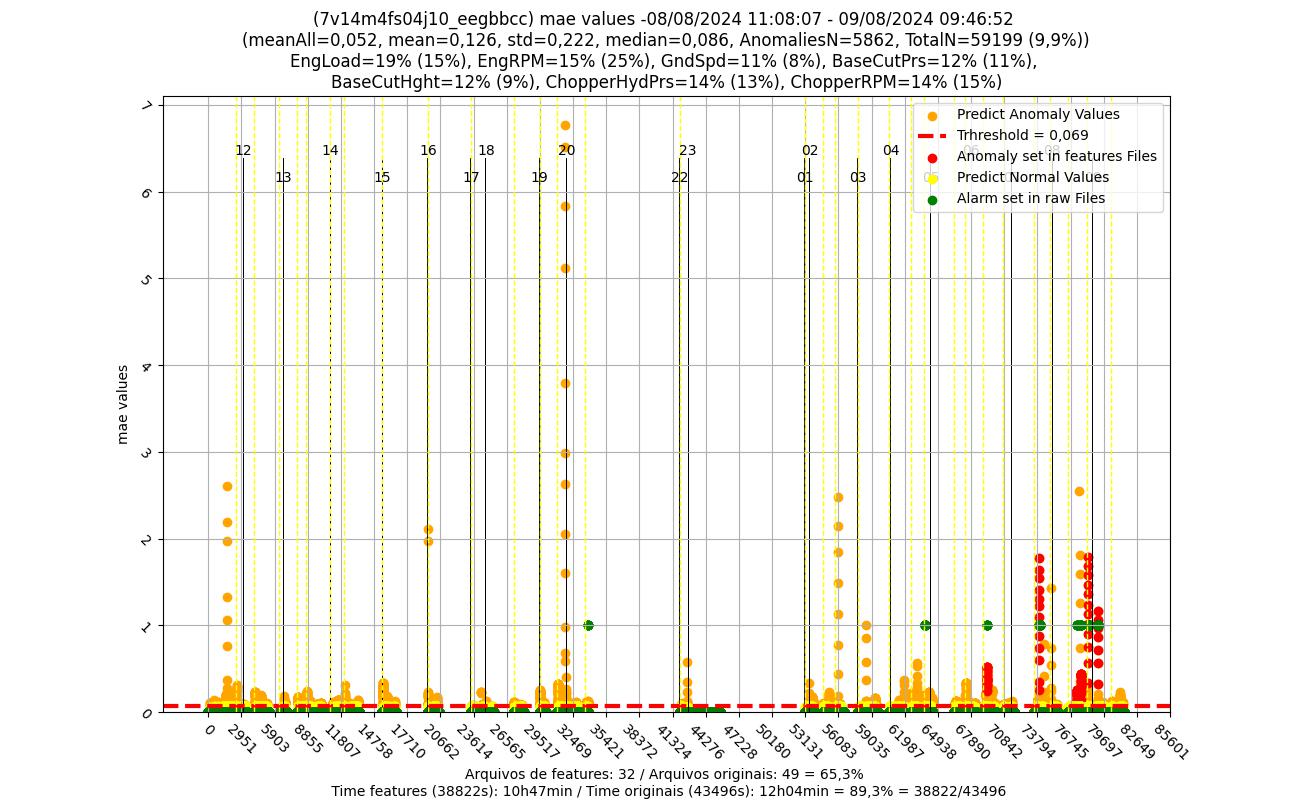 (7v14m4fs04j10_eegbbcc) mae values -08/08/2024 11:08:07 - 09/08/2024 09:46:52
(meanAll=0,052, mean=0,126, std=0,222, median=0,086, AnomaliesN=5862, TotalN=59199 (9,9%))
EngLoad=19% (15%), EngRPM=15% (25%), GndSpd=11% (8%), BaseCutPrs=12% (11%),
BaseCutHght=12% (9%), ChopperHydPrs=14% (13%), ChopperRPM=14% (15%)
Predict Anomaly Values
Trhreshold = 0,069
Anomaly set in features Files
Predict Normal Values
Alarm set in raw Files
12 14 16 18 20 23 02 04 06 08
13 15 17 19 22 01 03 05
7
6
5
4
3
2
1
0
mae values
0 2951 5903 8855 11807 14758 17710 20662 23614 26565 29517 32469 35421 38372 41324 44276 47228 50180 53131 56083 59035 61987 64938 67890 70842 73794 76745 79697 82649 85601
Arquivos de features: 32 / Arquivos originais: 49 = 65,3%
Time features (38822s): 10h47min / Time originais (43496s): 12h04min = 89,3% = 38822/43496